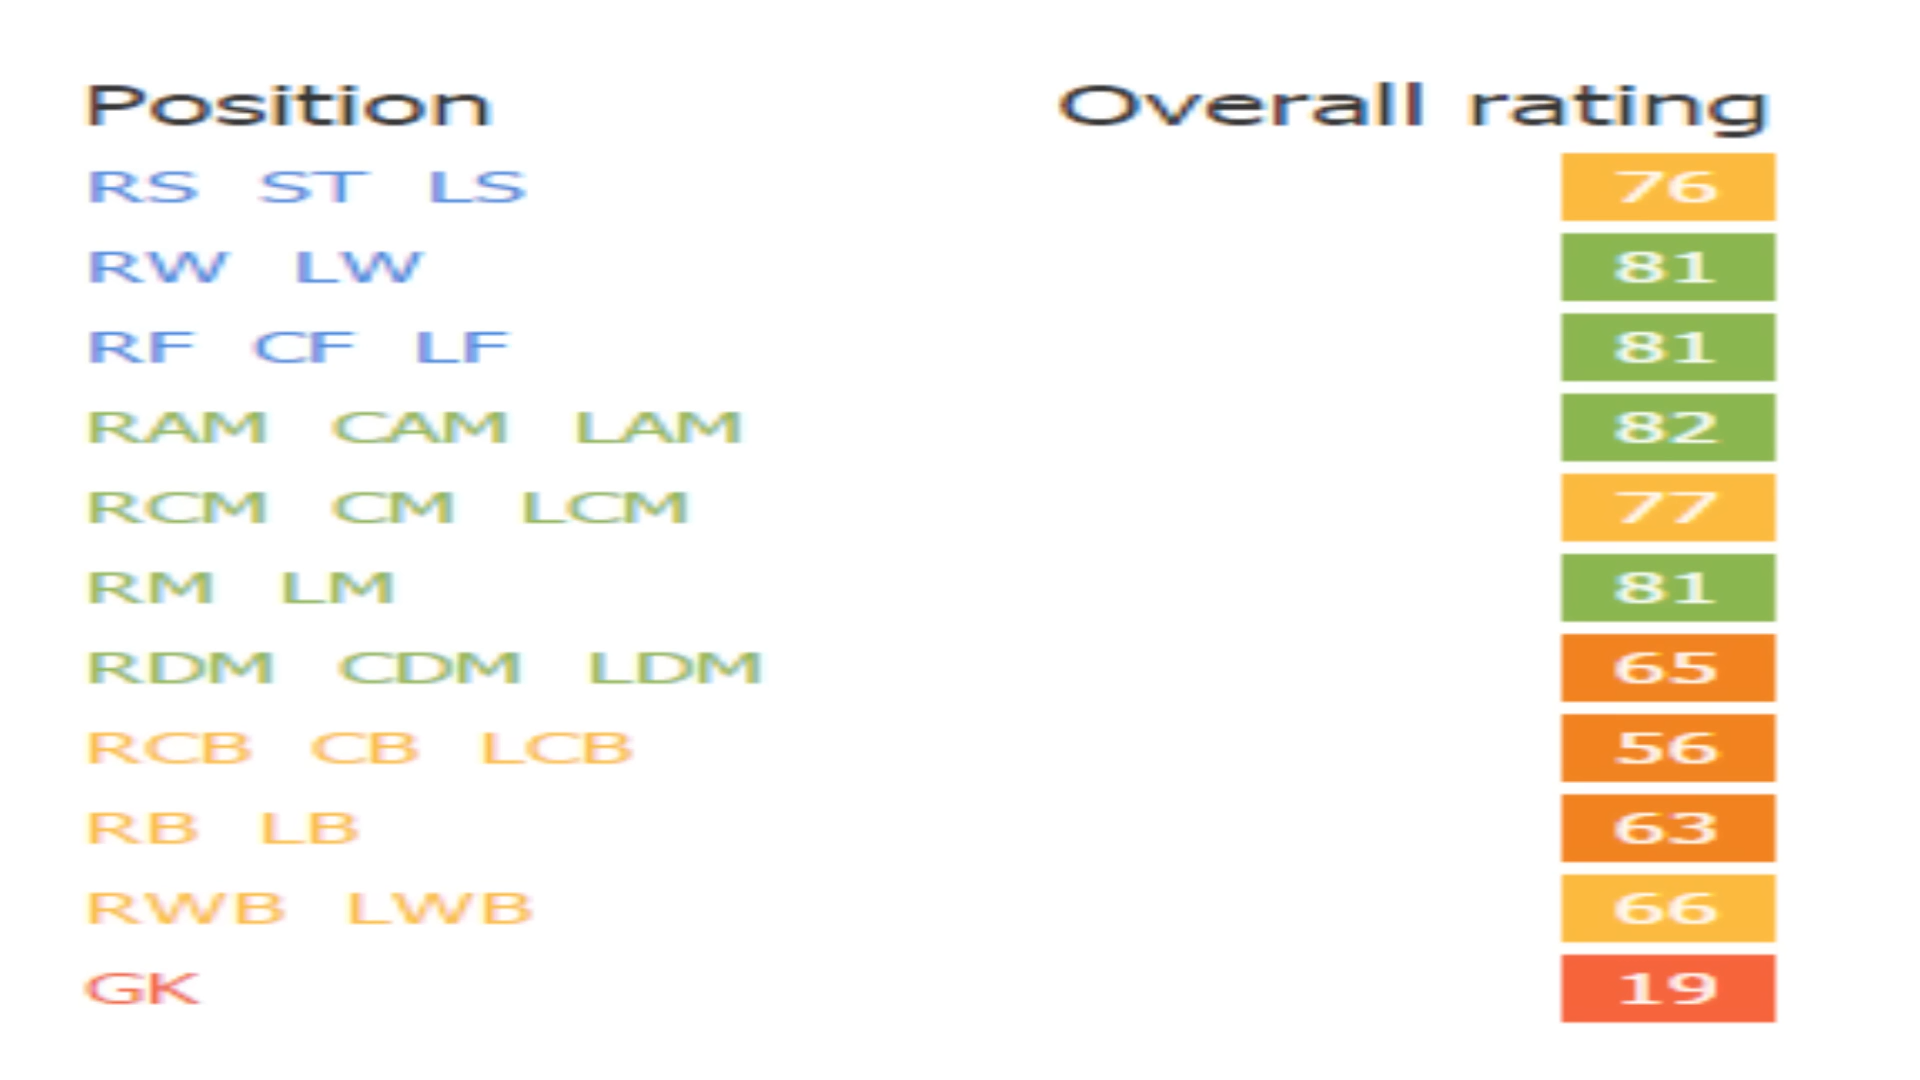 Position Overall rating
RS ST LS 76
RW LW 81
RF CF LF 81
RAM CAM LAM 82
RCM CM LCM 77
RM LM 81
RDM CDM LDM 65
RCB CB LCB 56
RB LB 63
RWB LWB 66
GK 19